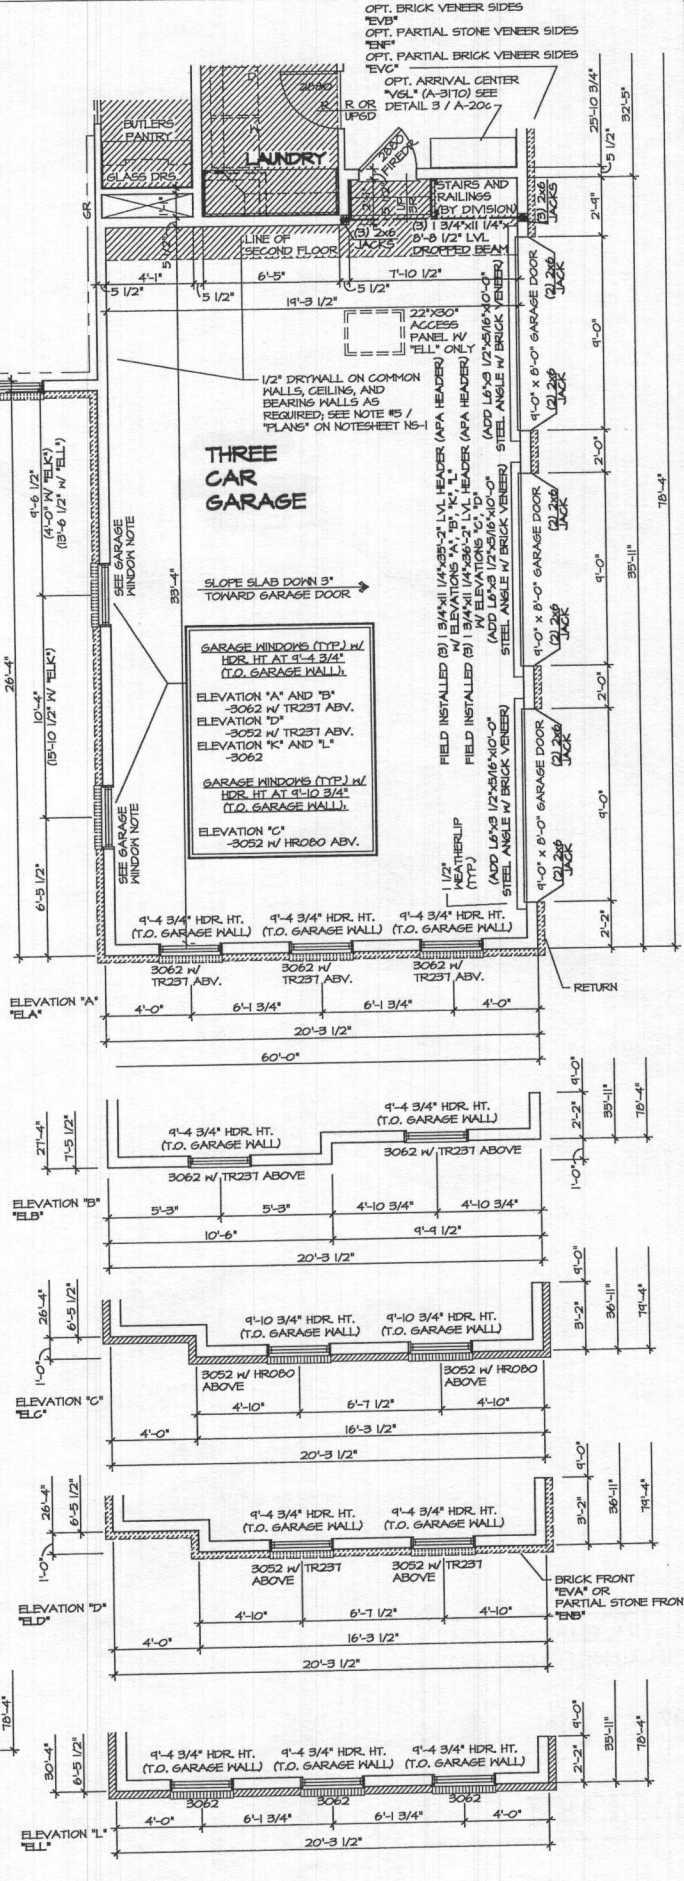 OPT. BRICK VENEER SIDES
"EVB"
OPT. PARTIAL STONE VENEER SIDES
"ENF"
OPT. PARTIAL BRICK VENEER SIDES
"EVC"
OPT. ARRIVAL CENTER
"VGL" (A-3170) SEE
DETAIL 3 / A-20c
2880
R OR
UPGD
R
BUTLERS
PANTRY
GLASS DRS.
LAUNDRY
2880
FIREDR.
STAIRS AND
RAILINGS
(BY DIVISION)
(3) 2x6
JACKS
(3) 2x6
JACKS
(3) 1 3/4"x11 1/4"x
8'-8 1/2" LVL
DROPPED BEAM
25'-10 3/4"
32'-5"
5 1/2"
2'-9"
GR
1'-1"
5 1/2"
LINE OF
SECOND FLOOR
4'-1"
6'-5"
7'-10 1/2"
5 1/2"
5 1/2"
5 1/2"
19'-3 1/2"
22"X30"
ACCESS
PANEL W/
"ELL" ONLY
1/2" DRYWALL ON COMMON
WALLS, CEILING, AND
BEARING WALLS AS
REQUIRED; SEE NOTE #5 /
"PLANS" ON NOTESHEET NS-1
THREE
CAR
GARAGE
SLOPE SLAB DOWN 3"
TOWARD GARAGE DOOR
33'-4"
9'-6 1/2"
(4'-0" W/ "ELK")
(13'-6 1/2" W/ "ELL")
26'-4"
10'-4"
(15'-10 1/2" W/ "ELK")
6'-5 1/2"
SEE GARAGE
WINDOW NOTE
SEE GARAGE
WINDOW NOTE
GARAGE WINDOWS (TYP.) W/
HDR. HT AT 9'-4 3/4"
(T.O. GARAGE WALL):
ELEVATION "A" AND "B"
-3062 W/ TR237 ABV.
ELEVATION "D"
-3052 W/ TR237 ABV.
ELEVATION "K" AND "L"
-3062
GARAGE WINDOWS (TYP.) W/
HDR. HT AT 9'-10 3/4"
(T.O. GARAGE WALL):
ELEVATION "C"
-3052 W/ HR080 ABV.
FIELD INSTALLED (3) 1 3/4"x11 1/4"x35'-2" LVL HEADER (APA HEADER)
W/ ELEVATIONS "A", "B", "K", "L"
FIELD INSTALLED (3) 1 3/4"x11 1/4"x36'-2" LVL HEADER (APA HEADER)
W/ ELEVATIONS "C", "D"
(ADD L6"x3 1/2"x5/16"x10'-0"
STEEL ANGLE W/ BRICK VENEER)
(ADD L6"x3 1/2"x5/16"x10'-0"
STEEL ANGLE W/ BRICK VENEER)
(ADD L6"x3 1/2"x5/16"x10'-0"
STEEL ANGLE W/ BRICK VENEER)
1 1/2"
WEATHERLIP
(TYP.)
9'-0" x 8'-0" GARAGE DOOR
9'-0" x 8'-0" GARAGE DOOR
9'-0" x 8'-0" GARAGE DOOR
(2) 2x6
JACK
(2) 2x6
JACK
(2) 2x6
JACK
(2) 2x6
JACK
(2) 2x6
JACK
(2) 2x6
JACK
9'-0"
2'-0"
9'-0"
2'-0"
9'-0"
2'-2"
35'-11"
78'-4"
9'-4 3/4" HDR. HT. 9'-4 3/4" HDR. HT. 9'-4 3/4" HDR. HT.
(T.O. GARAGE WALL) (T.O. GARAGE WALL) (T.O. GARAGE WALL)
3062 W/ 3062 W/ 3062 W/
TR237 ABV. TR237 ABV. TR237 ABV.
RETURN
ELEVATION "A"
"ELA"
4'-0" 6'-1 3/4" 6'-1 3/4" 4'-0"
20'-3 1/2"
60'-0"
27'-4"
7'-5 1/2"
9'-4 3/4" HDR. HT.
(T.O. GARAGE WALL)
9'-4 3/4" HDR. HT.
(T.O. GARAGE WALL)
3062 W/ TR237 ABOVE
3062 W/ TR237 ABOVE
9'-0"
2'-2"
1'-0"
35'-11"
78'-4"
ELEVATION "B"
"ELB"
5'-3" 5'-3" 4'-10 3/4" 4'-10 3/4"
10'-6" 9'-9 1/2"
20'-3 1/2"
26'-4"
6'-5 1/2"
1'-0"
9'-10 3/4" HDR. HT. 9'-10 3/4" HDR. HT.
(T.O. GARAGE WALL) (T.O. GARAGE WALL)
9'-0"
3'-2"
36'-11"
79'-4"
3052 W/ HR080
ABOVE
3052 W/ HR080
ABOVE
ELEVATION "C"
"ELC"
4'-10" 6'-7 1/2" 4'-10"
4'-0" 16'-3 1/2"
20'-3 1/2"
26'-4"
6'-5 1/2"
1'-0"
9'-4 3/4" HDR. HT. 9'-4 3/4" HDR. HT.
(T.O. GARAGE WALL) (T.O. GARAGE WALL)
9'-0"
3'-2"
36'-11"
79'-4"
3052 W/ TR237
ABOVE
3052 W/ TR237
ABOVE
BRICK FRONT
"EVA" OR
PARTIAL STONE FRON
"ENB"
ELEVATION "D"
"ELD"
4'-10" 6'-7 1/2" 4'-10"
4'-0" 16'-3 1/2"
20'-3 1/2"
78'-4"
30'-4"
6'-5 1/2"
9'-4 3/4" HDR. HT. 9'-4 3/4" HDR. HT. 9'-4 3/4" HDR. HT.
(T.O. GARAGE WALL) (T.O. GARAGE WALL) (T.O. GARAGE WALL)
9'-0"
2'-2"
35'-11"
78'-4"
3062 3062 3062
ELEVATION "L"
"ELL"
4'-0" 6'-1 3/4" 6'-1 3/4" 4'-0"
20'-3 1/2"